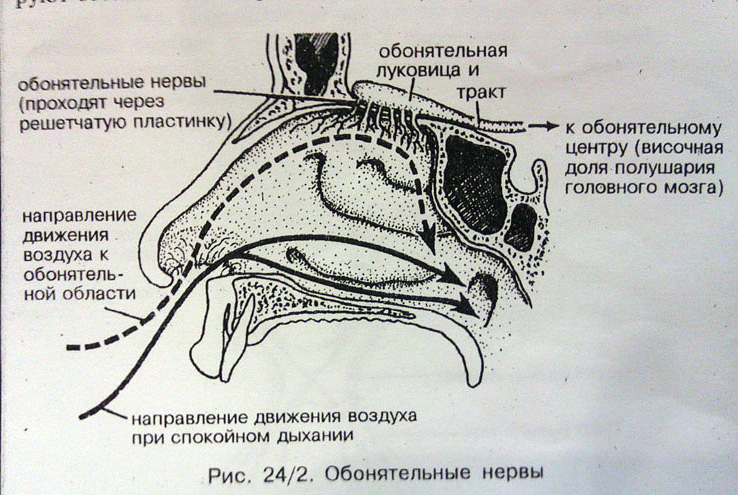 обонятельная
луковица и
тракт
обонятельные нервы
(проходят через
решетчатую пластинку)
к обонятельному
центру (височная
доля полушария
головного мозга)
направление
движения
воздуха к
обонятель-
ной области
направление движения воздуха
при спокойном дыхании
Рис. 24/2. Обонятельные нервы